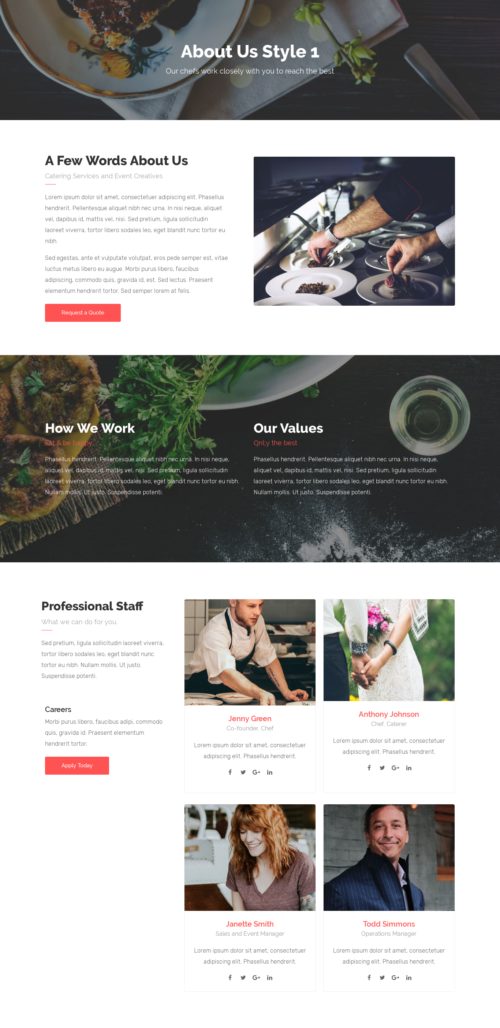 About Us Style 1
Our chefs work closely with you to reach the best
A Few Words About Us
Catering Services and Event Creatives
Lorem ipsum dolor sit amet, consectetuer adipiscing elit. Phasellus
hendrerit. Pellentesque aliquet nibh nec urna. In nisi neque, aliquet
vel, dapibus id, mattis vel, nisi. Sed pretium, ligula sollicitudin
laoreet viverra, tortor libero sodales leo, eget blandit nunc tortor eu
nibh.
Sed egestas, ante et vulputate volutpat, eros pede semper est, vitae
luctus metus libero eu augue. Morbi purus libero, faucibus
adipiscing, commodo quis, gravida id, est. Sed lectus. Praesent
elementum hendrerit tortor. Sed semper lorem at felis.
Request a Quote
How We Work
Eat & be happy
Phasellus hendrerit. Pellentesque aliquet nibh nec urna. In nisi neque,
aliquet vel, dapibus id, mattis vel, nisi. Sed pretium, ligula sollicitudin
laoreet viverra, tortor libero sodales leo, eget blandit nunc tortor eu nibh.
Nullam mollis. Ut justo. Suspendisse potenti.
Our Values
Only the best
Phasellus hendrerit. Pellentesque aliquet nibh nec urna. In nisi neque,
aliquet vel, dapibus id, mattis vel, nisi. Sed pretium, ligula sollicitudin
laoreet viverra, tortor libero sodales leo, eget blandit nunc tortor eu nibh.
Nullam mollis. Ut justo. Suspendisse potenti.
Professional Staff
What we can do for you
Sed pretium, ligula sollicitudin laoreet viverra,
tortor libero sodales leo, eget blandit nunc
tortor eu nibh. Nullam mollis. Ut justo.
Suspendisse potenti.
Careers
Morbi purus libero, faucibus adipi, commodo
quis, gravida id. Praesent elementum
hendrerit tortor.
Apply Today
Jenny Green
Co-founder, Chef
Lorem ipsum dolor sit amet, consectetuer
adipiscing elit. Phasellus hendrerit.
Anthony Johnson
Chef, Caterer
Lorem ipsum dolor sit amet, consectetuer
adipiscing elit. Phasellus hendrerit.
Janette Smith
Sales and Event Manager
Lorem ipsum dolor sit amet, consectetuer
adipiscing elit. Phasellus hendrerit.
Todd Simmons
Operations Manager
Lorem ipsum dolor sit amet, consectetuer
adipiscing elit. Phasellus hendrerit.